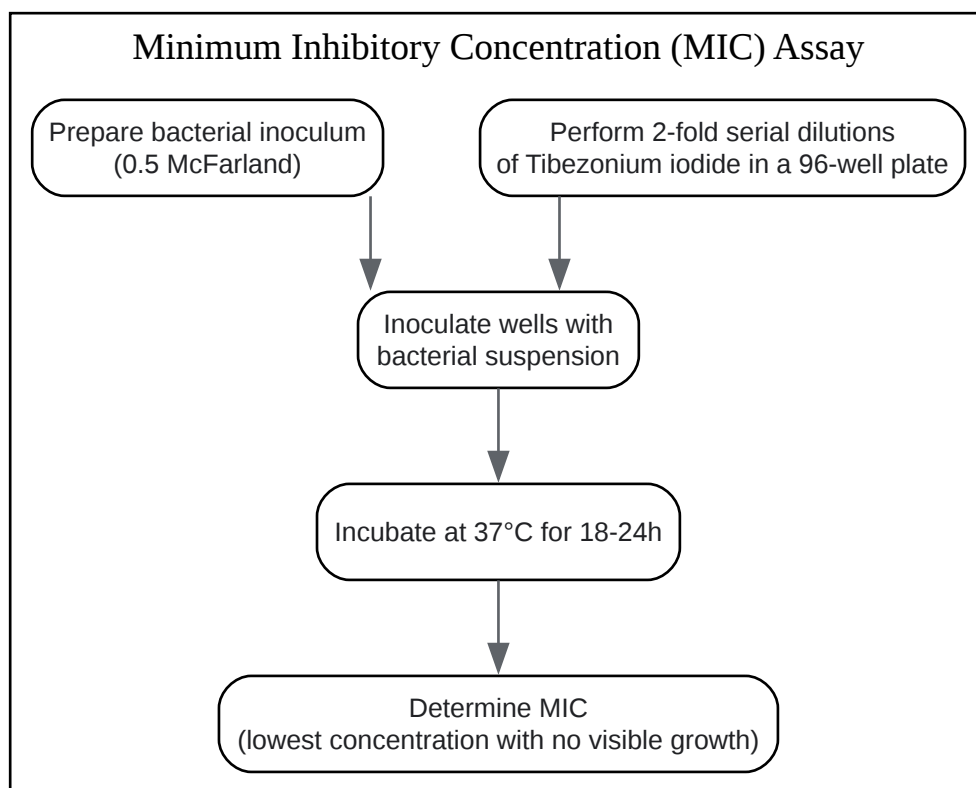 Minimum Inhibitory Concentration (MIC) Assay
Prepare bacterial inoculum
(0.5 McFarland)
Perform 2-fold serial dilutions
of Tibezonium iodide in a 96-well plate
Inoculate wells with
bacterial suspension
Incubate at 37°C for 18-24h
Determine MIC
(lowest concentration with no visible growth)